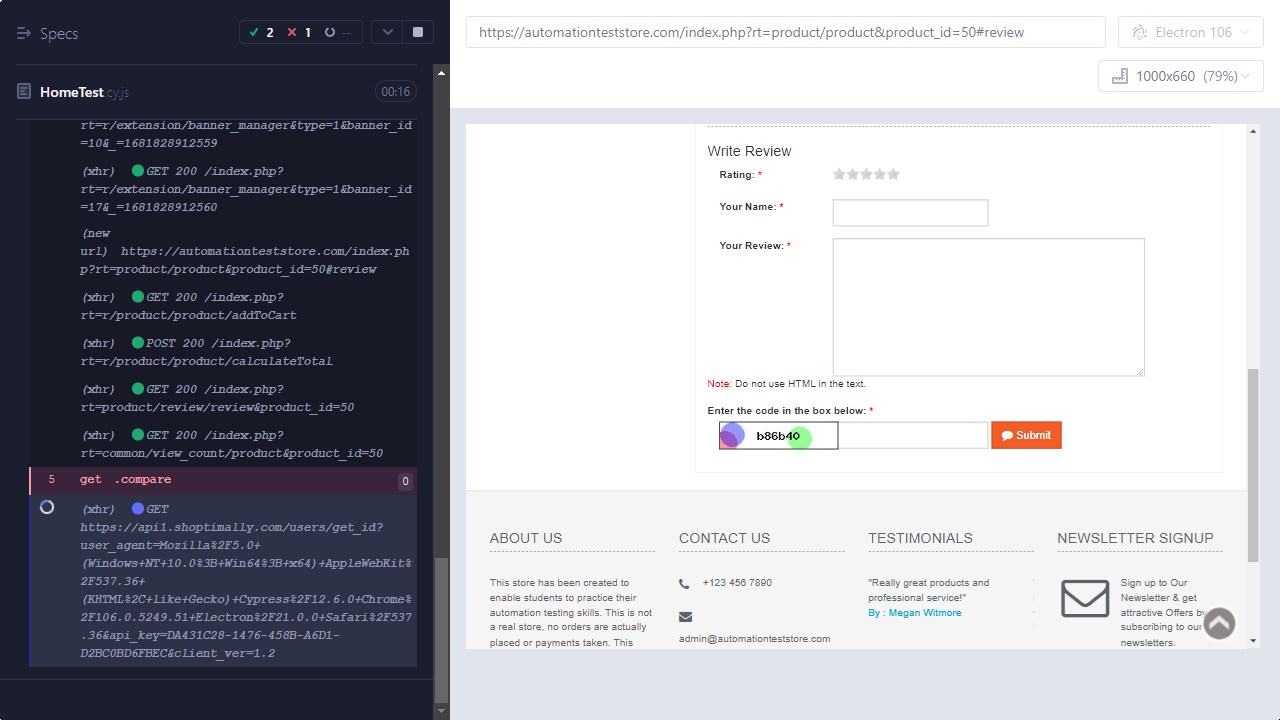 Specs
2
1
--
HomeTest.cy.js
00:16
rt=r/extension/banner_manager&type=1&banner_id
=10&_=1681828912559
(xhr) GET 200 /index.php?
rt=r/extension/banner_manager&type=1&banner_id
=17&_=1681828912560
(new
url) https://automationteststore.com/index.ph
p?rt=product/product&product_id=50#review
(xhr) GET 200 /index.php?
rt=r/product/product/addToCart
(xhr) POST 200 /index.php?
rt=r/product/product/calculateTotal
(xhr) GET 200 /index.php?
rt=product/review/review&product_id=50
(xhr) GET 200 /index.php?
rt=common/view_count/product&product_id=50
5 get .compare 0
(xhr) GET
https://api1.shoptimally.com/users/get_id?
user_agent=Mozilla%2F5.0+
(Windows+NT+10.0%3B+Win64%3B+x64)+AppleWebKit%
2F537.36+
(KHTML%2C+like+Gecko)+Cypress%2F12.6.0+Chrome%
2F106.0.5249.51+Electron%2F21.0.0+Safari%2F537
.36&api_key=DA431C28-1476-458B-A6D1-
D2BC0BD6FBEC&client_ver=1.2
https://automationteststore.com/index.php?rt=product/product&product_id=50#review
Electron 106
1000x660 (79%)
Write Review
Rating: *
Your Name: *
Your Review: *
Note: Do not use HTML in the text.
Enter the code in the box below: *
b86b40
Submit
ABOUT US
This store has been created to
enable students to practice their
automation testing skills. This is not
a real store, no orders are actually
placed or payments taken. This
CONTACT US
+123 456 7890
admin@automationteststore.com
TESTIMONIALS
"Really great products and
professional service!"
By : Megan Witmore
NEWSLETTER SIGNUP
Sign up to Our
Newsletter & get
attractive Offers by
subscribing to our
newsletters.